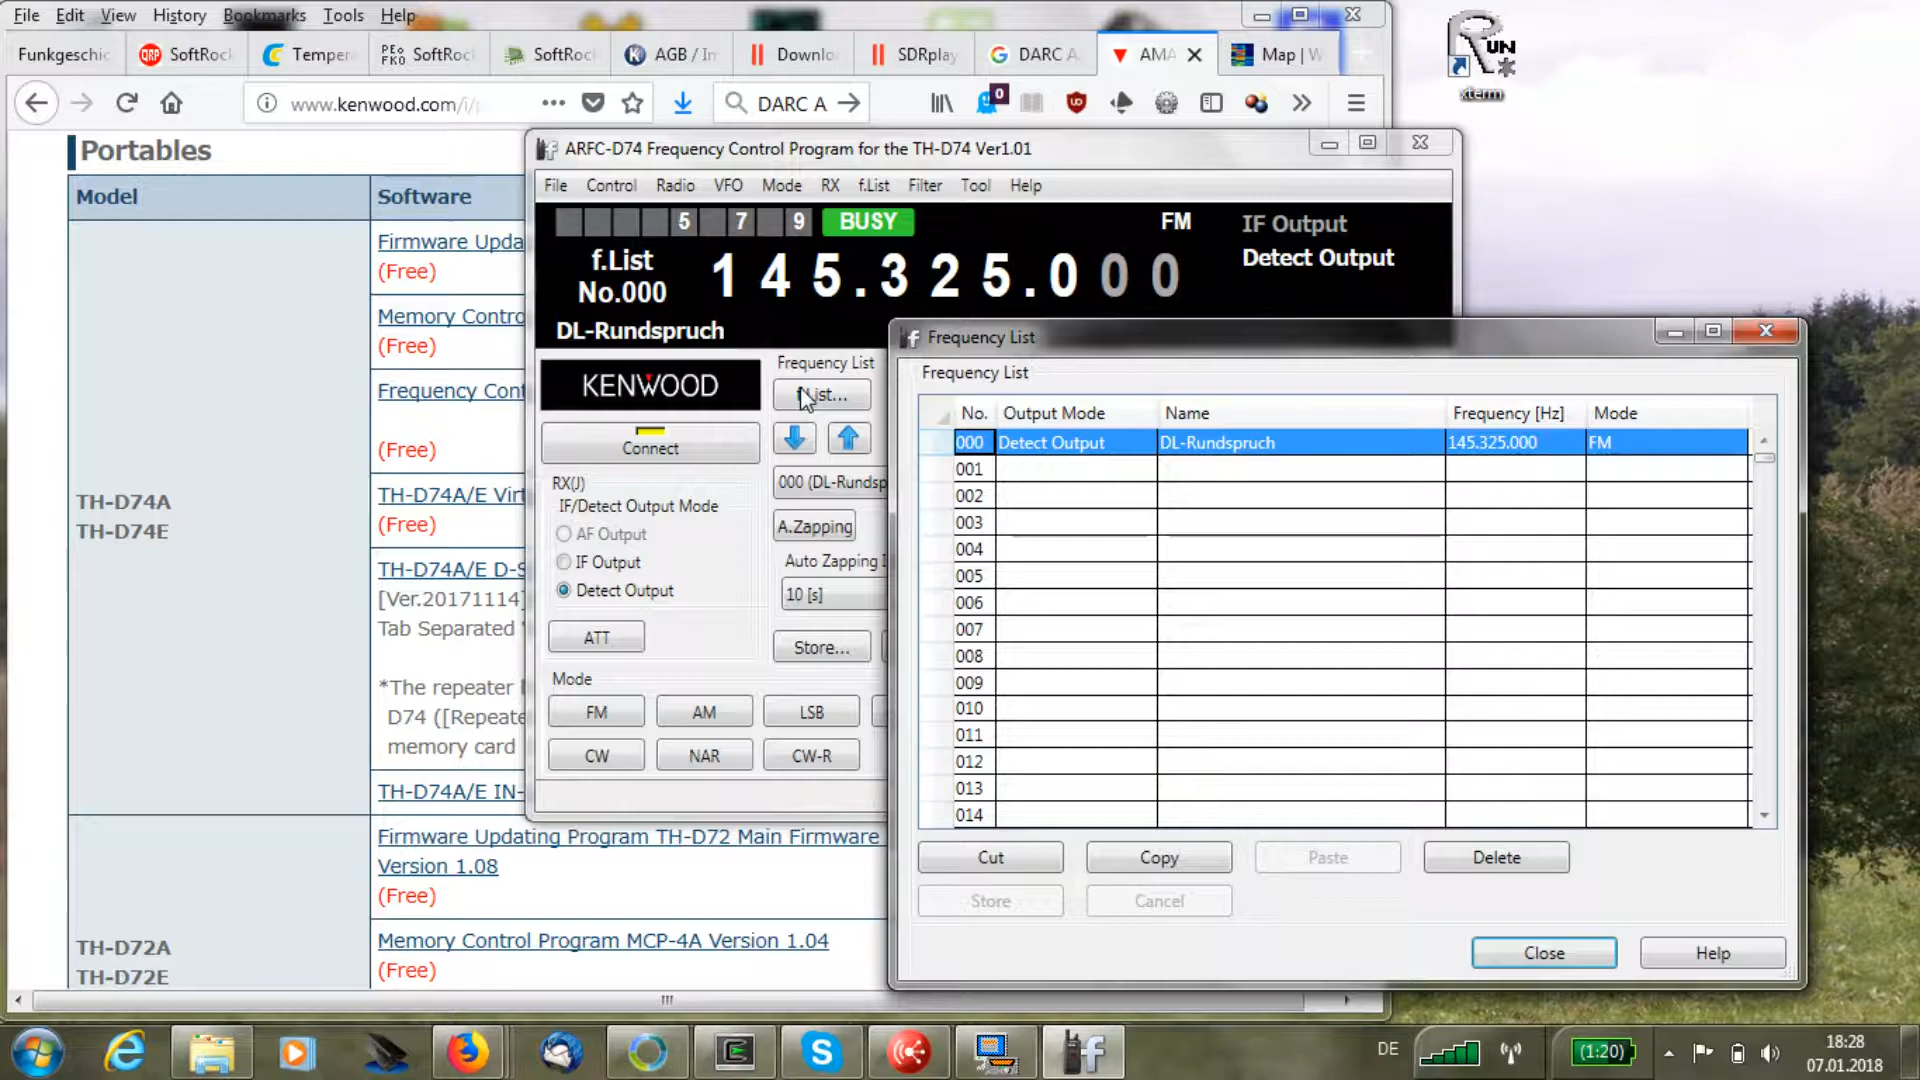 File Edit View History Bookmarks Tools Help
Funkgeschic SoftRock Temper PE0FKO SoftRoc SoftRoc AGB / In Downlo SDRplay DARC A AMA Map | W
www.kenwood.com/i/p DARC A 0
UN
xterm
Portables
Model Software
TH-D74A
TH-D74E
Firmware Upda
(Free)
Memory Contro
(Free)
Frequency Cont
(Free)
TH-D74A/E Virt
(Free)
TH-D74A/E D-S
[Ver.20171114]
Tab Separated
*The repeater
D74 ([Repeate
memory card
TH-D74A/E IN-
TH-D72A
TH-D72E
Firmware Updating Program TH-D72 Main Firmware
Version 1.08
(Free)
Memory Control Program MCP-4A Version 1.04
(Free)
ARFC-D74 Frequency Control Program for the TH-D74 Ver1.01
File Control Radio VFO Mode RX f.List Filter Tool Help
5 7 9 BUSY FM IF Output
Detect Output
f.List
No.000
145.325.000
DL-Rundspruch
KENWOOD
Connect
RX(J)
IF/Detect Output Mode
AF Output
IF Output
Detect Output
ATT
Frequency List
f.List...
000 (DL-Rundsp
A.Zapping
Auto Zapping I
10 [s]
Store...
Mode
FM AM LSB
CW NAR CW-R
Frequency List
Frequency List
No. Output Mode Name Frequency [Hz] Mode
000 Detect Output DL-Rundspruch 145.325.000 FM
001
002
003
004
005
006
007
008
009
010
011
012
013
014
Cut Copy Paste Delete
Store Cancel
Close Help
DE (1:20) 18:28
07.01.2018